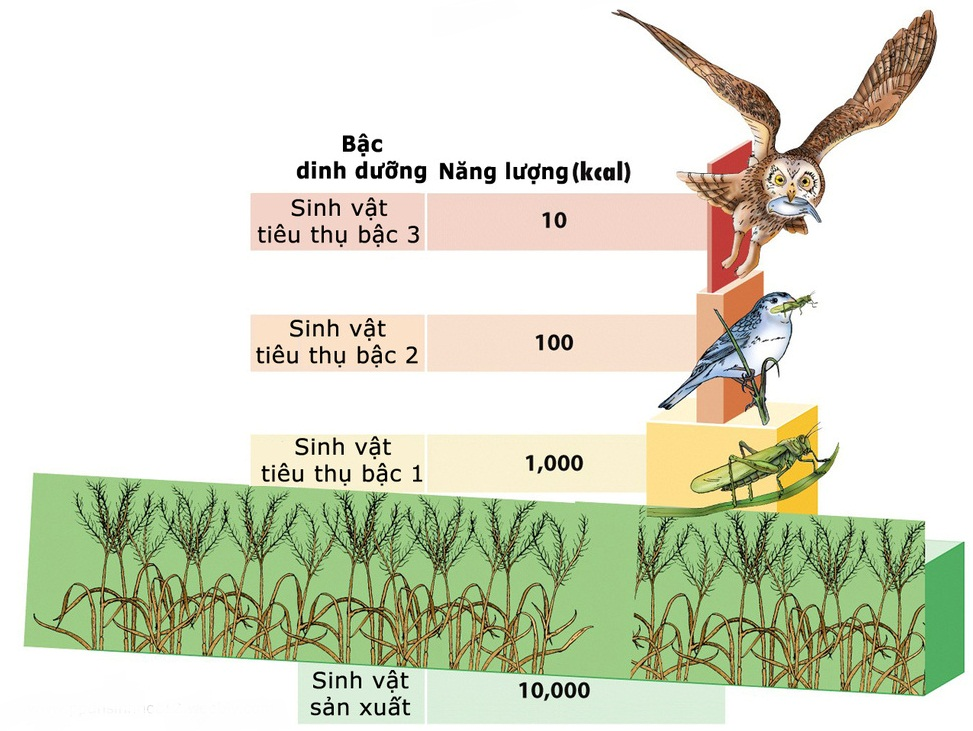 Bậc
dinh dưỡng Năng lượng (kcal)
Sinh vật
tiêu thụ bậc 3
10
Sinh vật
tiêu thụ bậc 2
100
Sinh vật
tiêu thụ bậc 1
1,000
Sinh vật
sản xuất
10,000